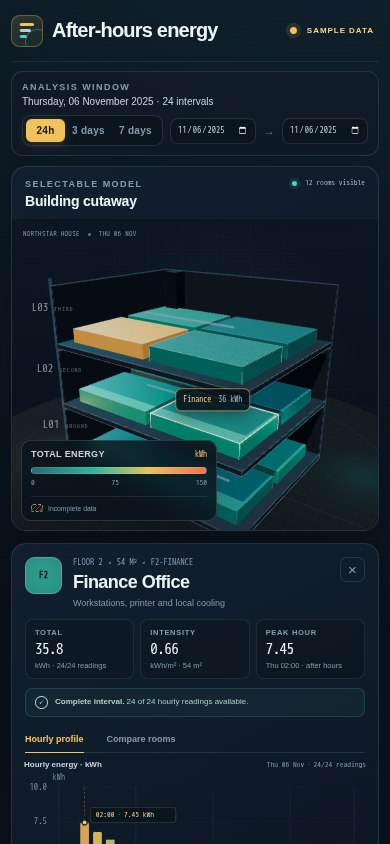 After-hours energy
SAMPLE DATA
ANALYSIS WINDOW
Thursday, 06 November 2025 · 24 intervals
24h 3 days 7 days 11/06/2025 → 11/06/2025
SELECTABLE MODEL
Building cutaway
12 rooms visible
NORTHSTAR HOUSE • THU 06 NOV
L03 THIRD
L02 SECOND
Finance 36 kWh
L01 GROUND
TOTAL ENERGY kWh
0 75 150
Incomplete data
F2
FLOOR 2 · 54 M² · F2-FINANCE
Finance Office
Workstations, printer and local cooling
×
TOTAL
35.8
kWh · 24/24 readings
INTENSITY
0.66
kWh/m² · 54 m²
PEAK HOUR
7.45
Thu 02:00 · after hours
Complete interval. 24 of 24 hourly readings available.
Hourly profile
Compare rooms
Hourly energy · kWh
Thu 06 Nov · 24/24 readings
kWh
10.0
02:00 · 7.45 kWh
7.5